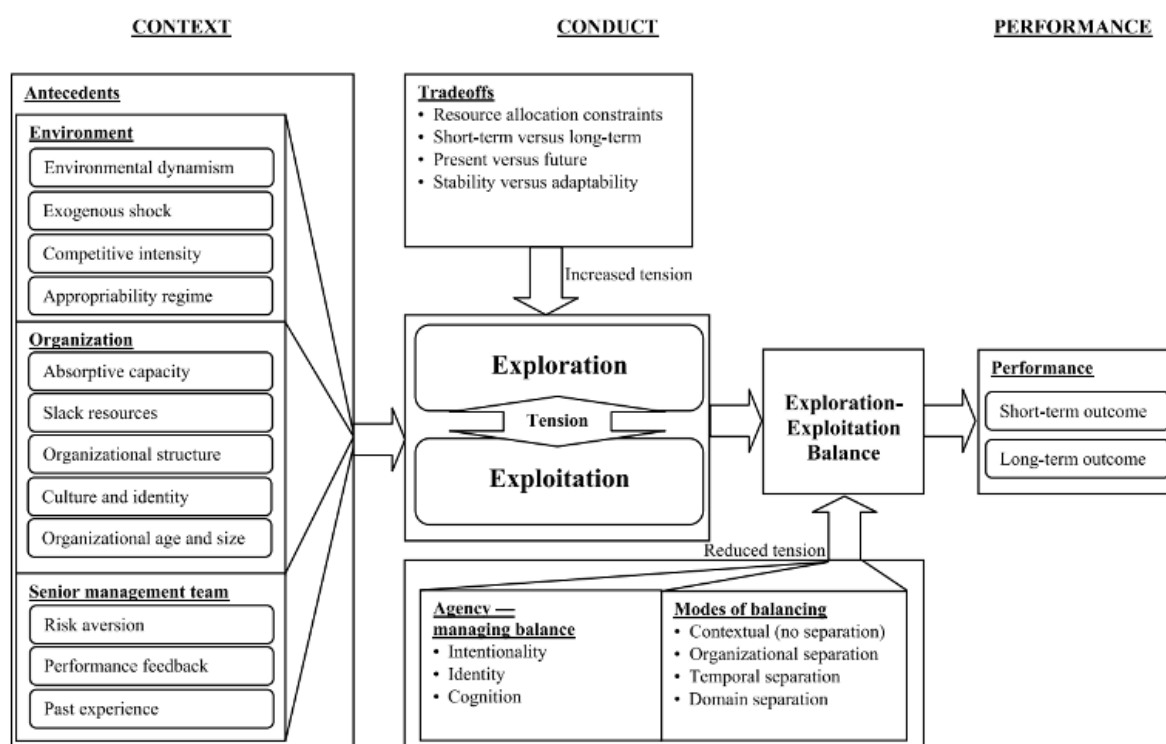 CONTEXT
CONDUCT
PERFORMANCE
Antecedents
Environment
Environmental dynamism
Exogenous shock
Competitive intensity
Appropriability regime
Organization
Absorptive capacity
Slack resources
Organizational structure
Culture and identity
Organizational age and size
Senior management team
Risk aversion
Performance feedback
Past experience
Tradeoffs
• Resource allocation constraints
• Short-term versus long-term
• Present versus future
• Stability versus adaptability
Increased tension
Exploration
Tension
Exploitation
Exploration-
Exploitation
Balance
Reduced tension
Agency —
managing balance
• Intentionality
• Identity
• Cognition
Modes of balancing
• Contextual (no separation)
• Organizational separation
• Temporal separation
• Domain separation
Performance
Short-term outcome
Long-term outcome